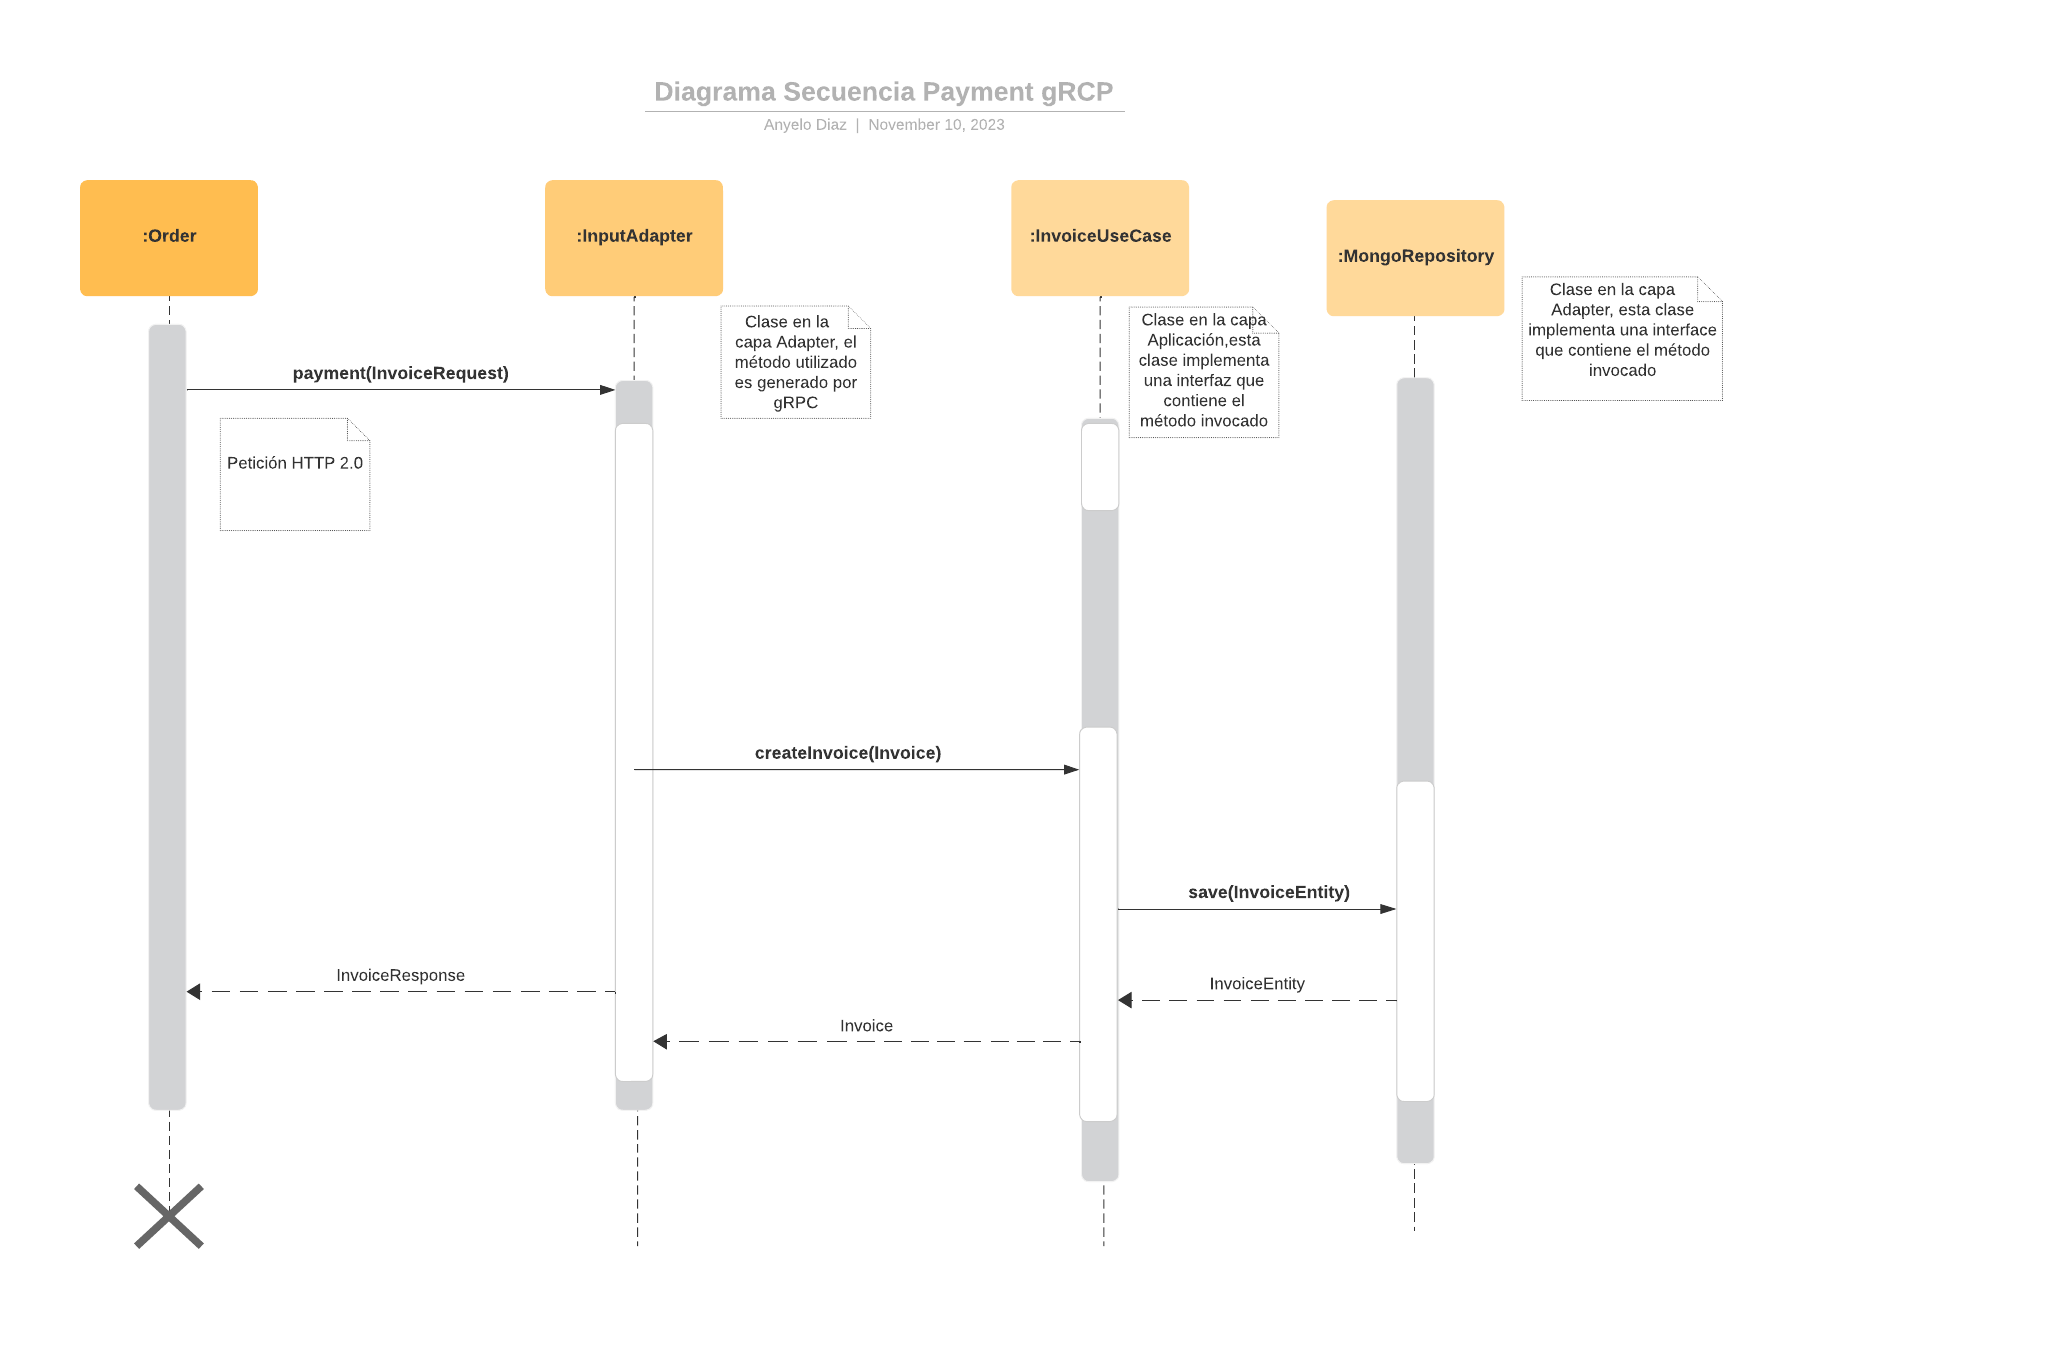 Diagrama Secuencia Payment gRCP
Anyelo Diaz | November 10, 2023
:Order
:InputAdapter
:InvoiceUseCase
:MongoRepository
Clase en la
capa Adapter, el
método utilizado
es generado por
gRPC
Clase en la capa
Aplicación,esta
clase implementa
una interfaz que
contiene el
método invocado
Clase en la capa
Adapter, esta clase
implementa una interface
que contiene el método
invocado
payment(InvoiceRequest)
Petición HTTP 2.0
createInvoice(Invoice)
save(InvoiceEntity)
InvoiceResponse
InvoiceEntity
Invoice